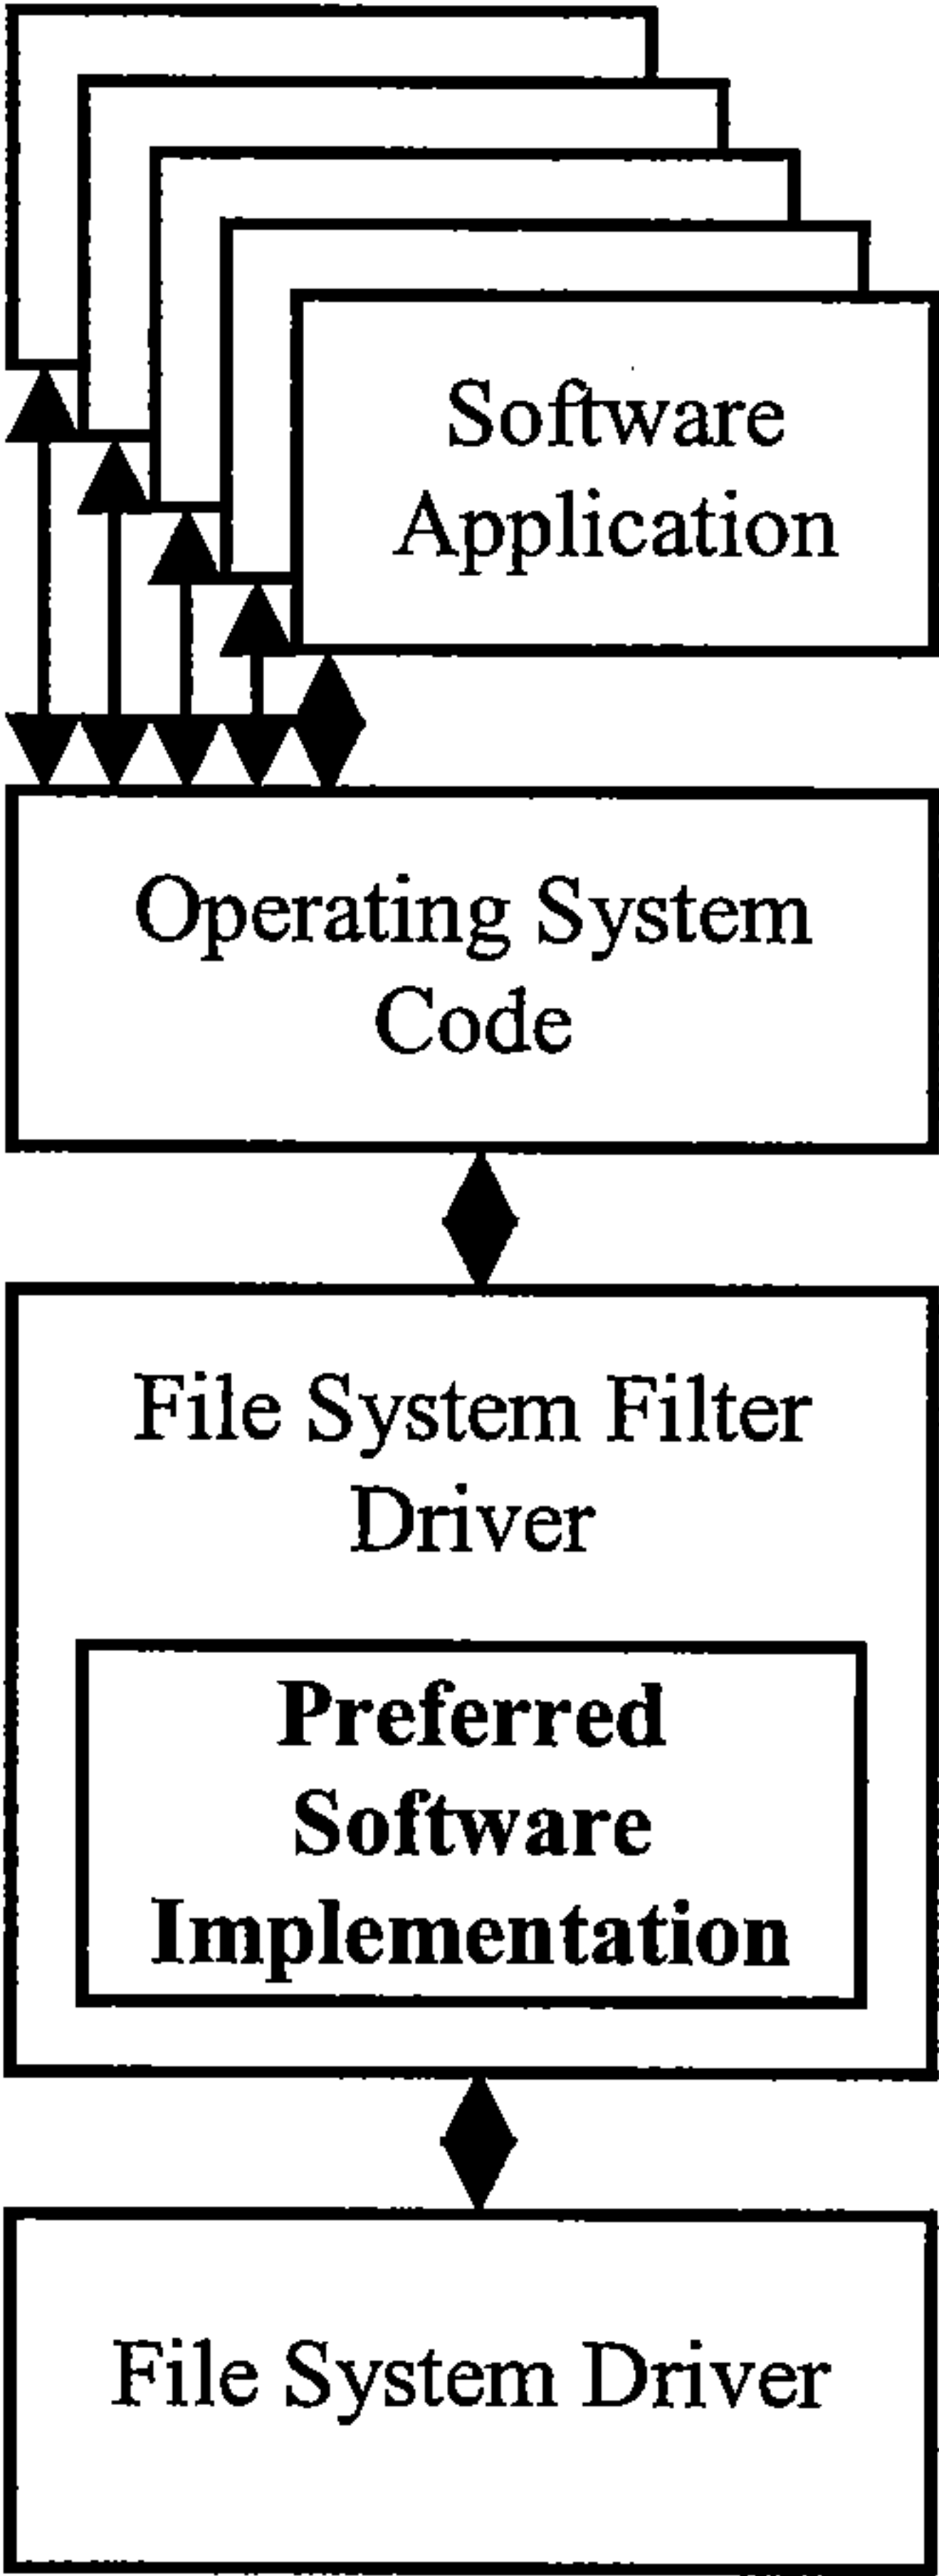 Software
Application
Operating System
Code
File System Filter
Driver
Preferred
Software
Implementation
File System Driver